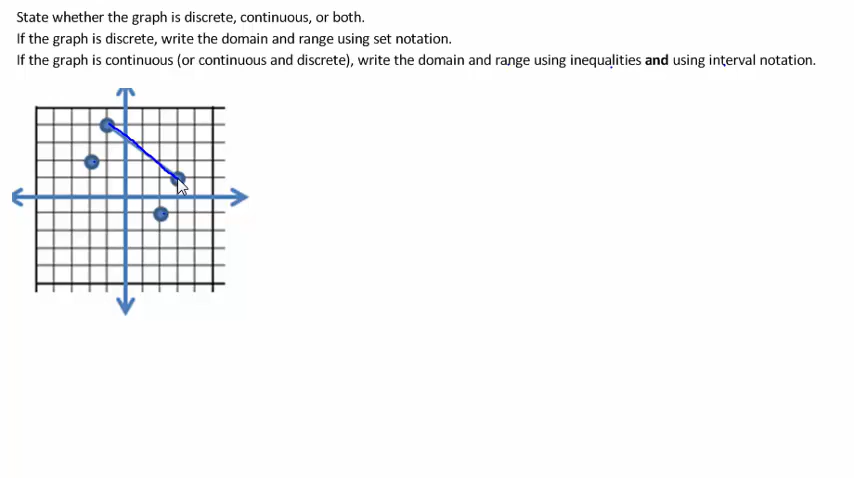 State whether the graph is discrete, continuous, or both.
If the graph is discrete, write the domain and range using set notation.
If the graph is continuous (or continuous and discrete), write the domain and range using inequalities and using interval notation.